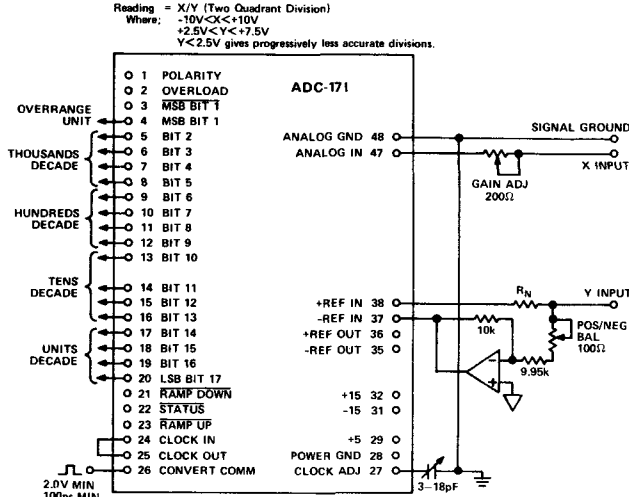 Reading = X/Y (Two Quadrant Division)
Where; -10V<X<+10V
+2.5V<Y<+7.5V
Y<2.5V gives progressively less accurate divisions.
ADC-171
1 POLARITY
2 OVERLOAD
3 MSB BIT 1
OVERRANGE UNIT
4 MSB BIT 1
THOUSANDS DECADE
5 BIT 2
6 BIT 3
7 BIT 4
8 BIT 5
HUNDREDS DECADE
9 BIT 6
10 BIT 7
11 BIT 8
12 BIT 9
TENS DECADE
13 BIT 10
14 BIT 11
15 BIT 12
16 BIT 13
UNITS DECADE
17 BIT 14
18 BIT 15
19 BIT 16
20 LSB BIT 17
21 RAMP DOWN
22 STATUS
23 RAMP UP
24 CLOCK IN
25 CLOCK OUT
26 CONVERT COMM
2.0V MIN
100ns MIN
ANALOG GND 48
SIGNAL GROUND
ANALOG IN 47
X INPUT
GAIN ADJ
200Ω
+REF IN 38
RN
Y INPUT
-REF IN 37
10k
POS/NEG
BAL
100Ω
+REF OUT 36
-REF OUT 35
9.95k
-
+
+15 32
-15 31
+5 29
POWER GND 28
CLOCK ADJ 27
3-18pF